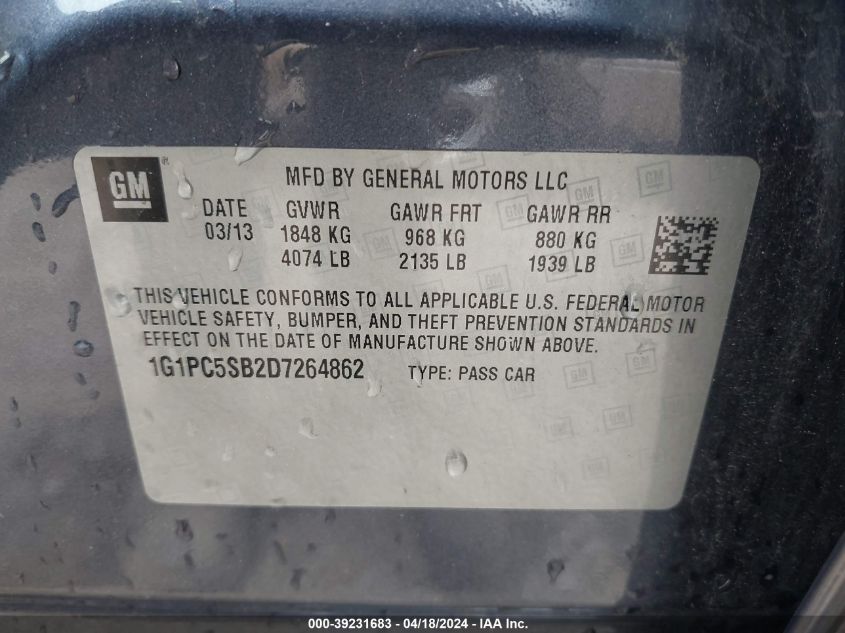 GM ®
MFD BY GENERAL MOTORS LLC
DATE GVWR GAWR FRT GAWR RR
03/13 1848 KG 968 KG 880 KG
4074 LB 2135 LB 1939 LB
THIS VEHICLE CONFORMS TO ALL APPLICABLE U.S. FEDERAL MOTOR
VEHICLE SAFETY, BUMPER, AND THEFT PREVENTION STANDARDS IN
EFFECT ON THE DATE OF MANUFACTURE SHOWN ABOVE.
1G1PC5SB2D7264862 TYPE: PASS CAR
000-39231683 - 04/18/2024 - IAA Inc.